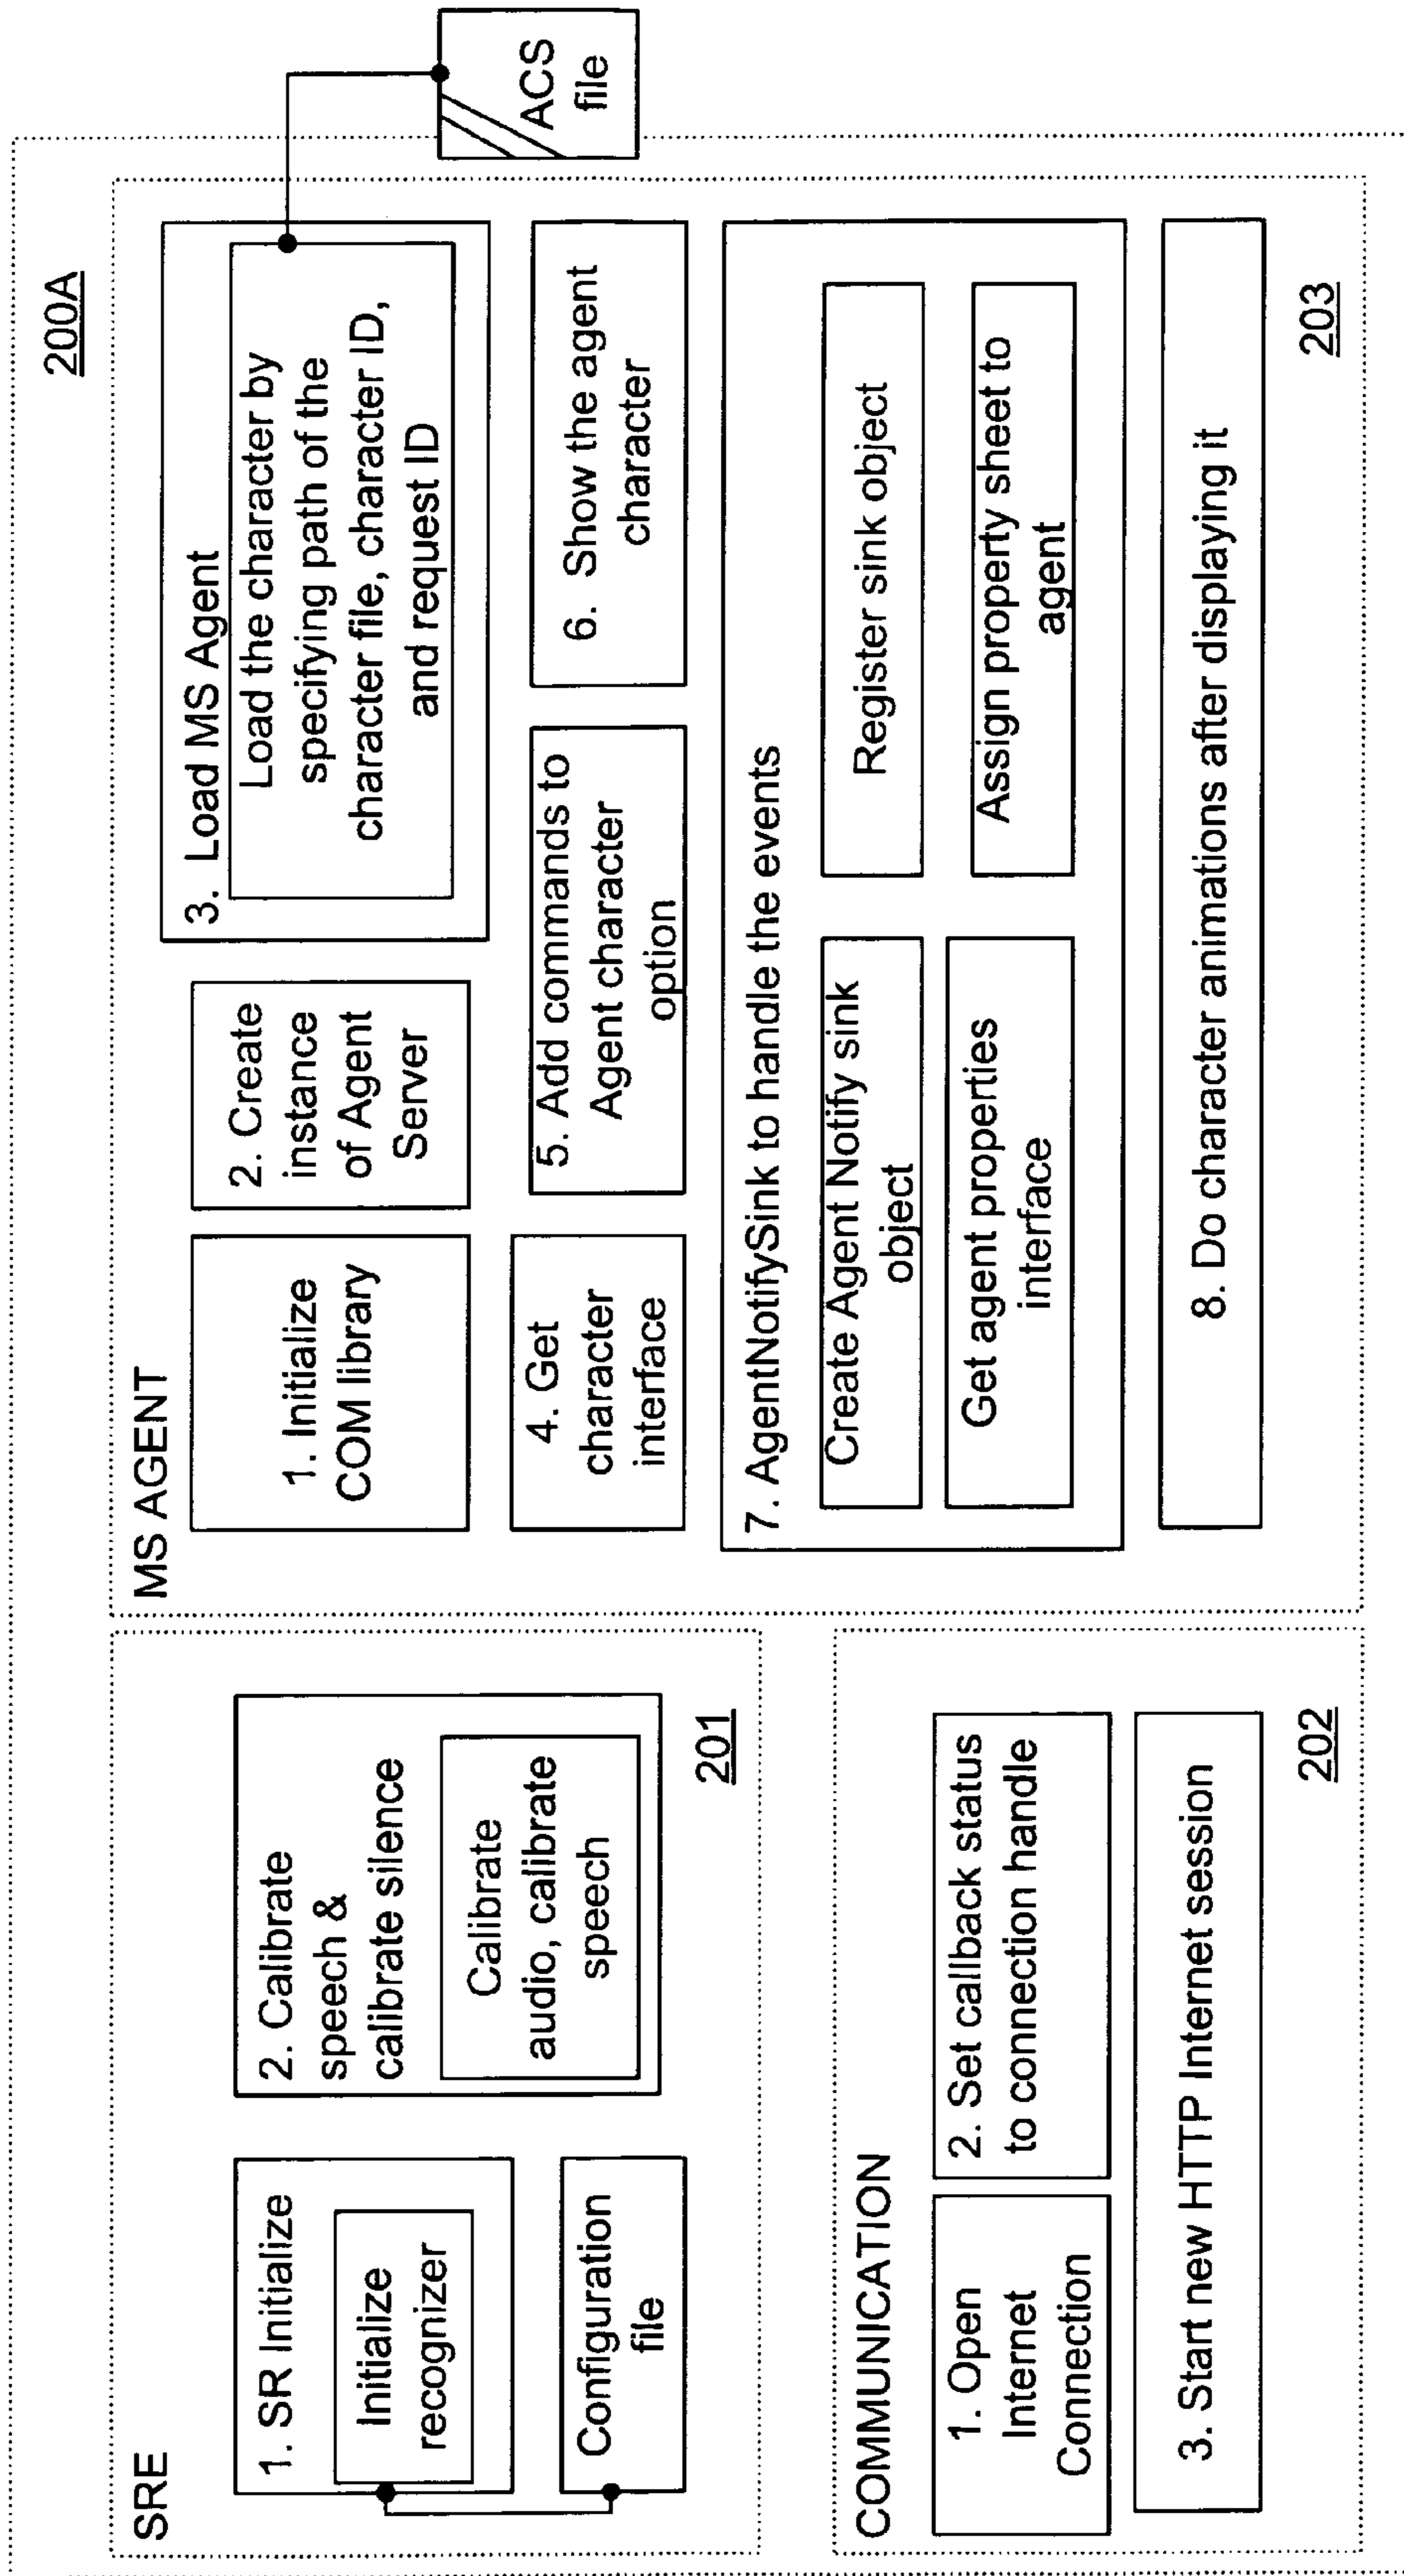 200A
SRE
1. SR Initialize
Initialize
recognizer
Configuration
file
2. Calibrate
speech &
calibrate silence
Calibrate
audio, calibrate
speech
201
COMMUNICATION
1. Open
Internet
Connection
2. Set callback status
to connection handle
3. Start new HTTP Internet session
202
MS AGENT
1. Initialize
COM library
2. Create
instance
of Agent
Server
3. Load MS Agent
Load the character by
specifying path of the
character file, character ID,
and request ID
ACS
file
4. Get
character
interface
5. Add commands to
Agent character
option
6. Show the agent
character
7. AgentNotifySink to handle the events
Create Agent Notify sink
object
Register sink object
Get agent properties
interface
Assign property sheet to
agent
8. Do character animations after displaying it
203